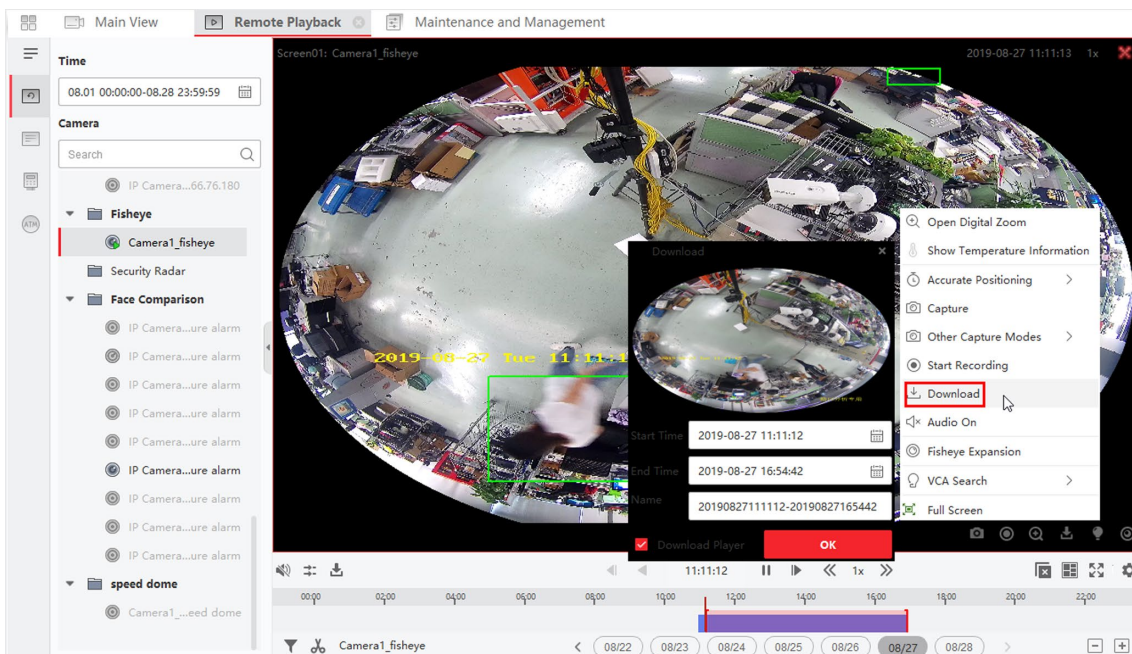 Main View
Remote Playback
Maintenance and Management
Time
08.01 00:00:00-08.28 23:59:59
Camera
Search
IP Camera...66.76.180
Fisheye
Camera1_fisheye
Security Radar
Face Comparison
IP Camera...ure alarm
IP Camera...ure alarm
IP Camera...ure alarm
IP Camera...ure alarm
IP Camera...ure alarm
IP Camera...ure alarm
IP Camera...ure alarm
IP Camera...ure alarm
IP Camera...ure alarm
speed dome
Camera1_...eed dome
ATM
Screen01: Camera1_fisheye
2019-08-27 11:11:13 1x
2019-08-27 Tue 11:11:1
Download
Start Time 2019-08-27 11:11:12
End Time 2019-08-27 16:54:42
Name 20190827111112-20190827165442
Download Player
OK
Open Digital Zoom
Show Temperature Information
Accurate Positioning
Capture
Other Capture Modes
Start Recording
Download
Audio On
Fisheye Expansion
VCA Search
Full Screen
11:11:12 1x
00:00 02:00 04:00 06:00 08:00 10:00 12:00 14:00 16:00 18:00 20:00 22:00
Camera1_fisheye
08/22 08/23 08/24 08/25 08/26 08/27 08/28